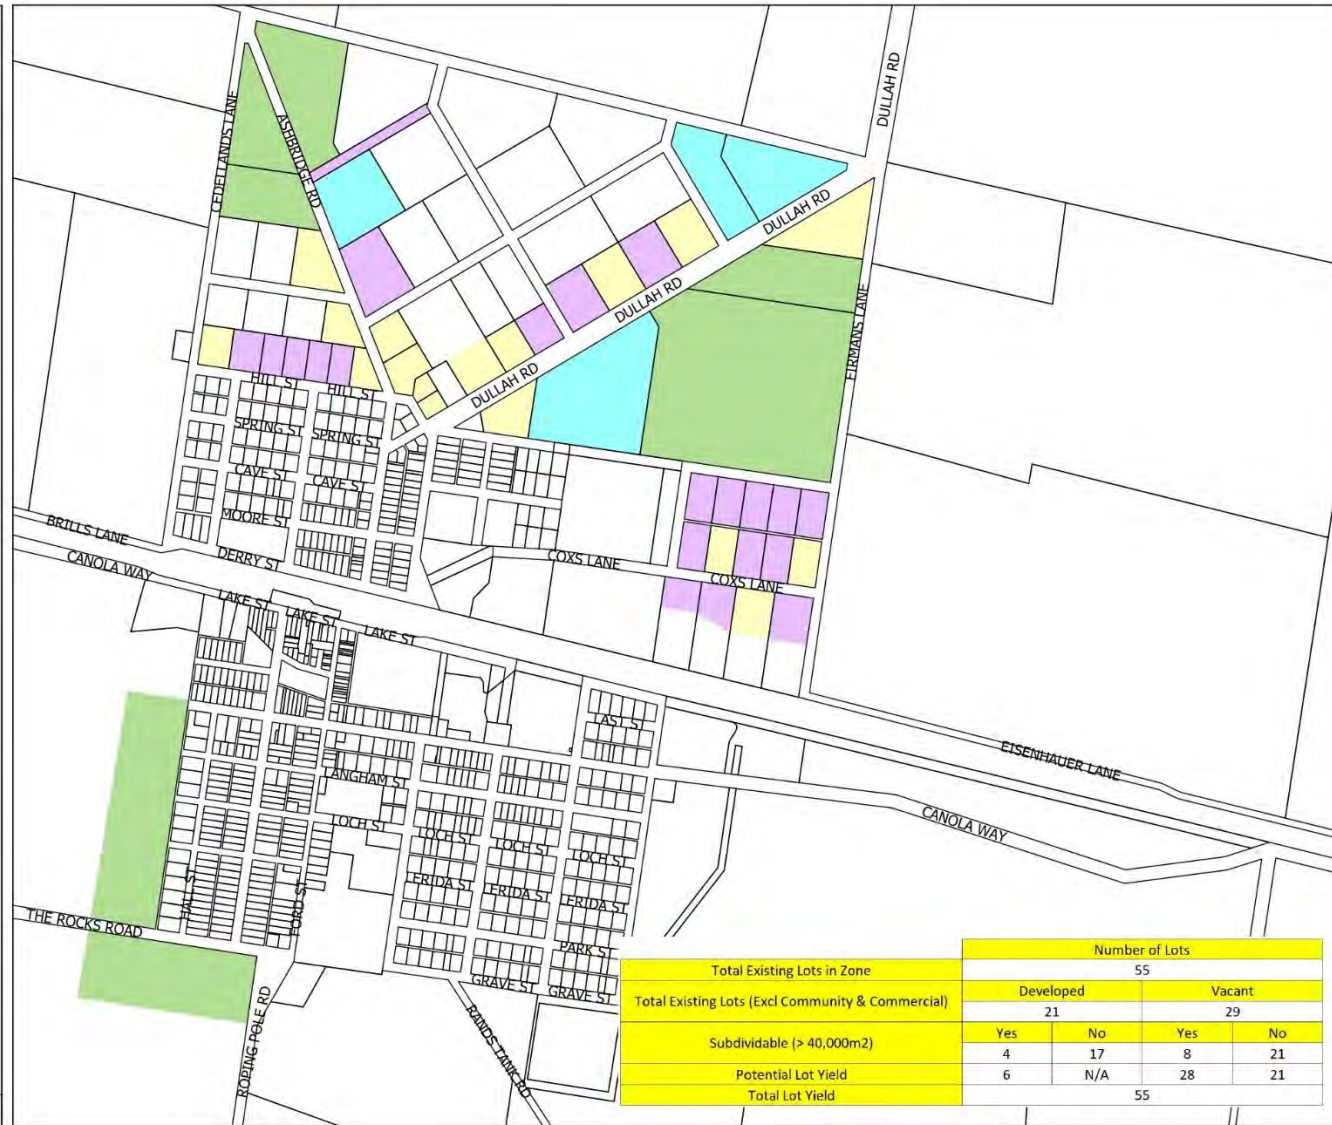 DULLAH RD
CEDELLANDS LANE
ASHBRIDGE RD
DULLAH RD
DULLAH RD
FIRMANS LANE
DULLAH RD
HILL ST
HILL ST
SPRING ST
SPRING ST
CAVE ST
CAVE ST
MOORE ST
BRILLS LANE
DERRY ST
COXS LANE
COXS LANE
CANOLA WAY
LAKE ST
LAKE ST
LAKE ST
LAST ST
EISENHAUER LANE
LANGHAM ST
CANOLA WAY
LOCH ST
LOCH ST
LOCH ST
LOCH ST
LERIDA ST
LERIDA ST
LERIDA ST
HALL ST
FORD ST
THE ROCKS ROAD
PARK ST
GRAVE ST
GRAVE ST
ROPING POLE RD
RANDS TANK RD
Number of Lots
Total Existing Lots in Zone 55
Total Existing Lots (Excl Community & Commercial) Developed Vacant
21 29
Subdividable (> 40,000m2) Yes No Yes No
4 17 8 21
Potential Lot Yield 6 N/A 28 21
Total Lot Yield 55